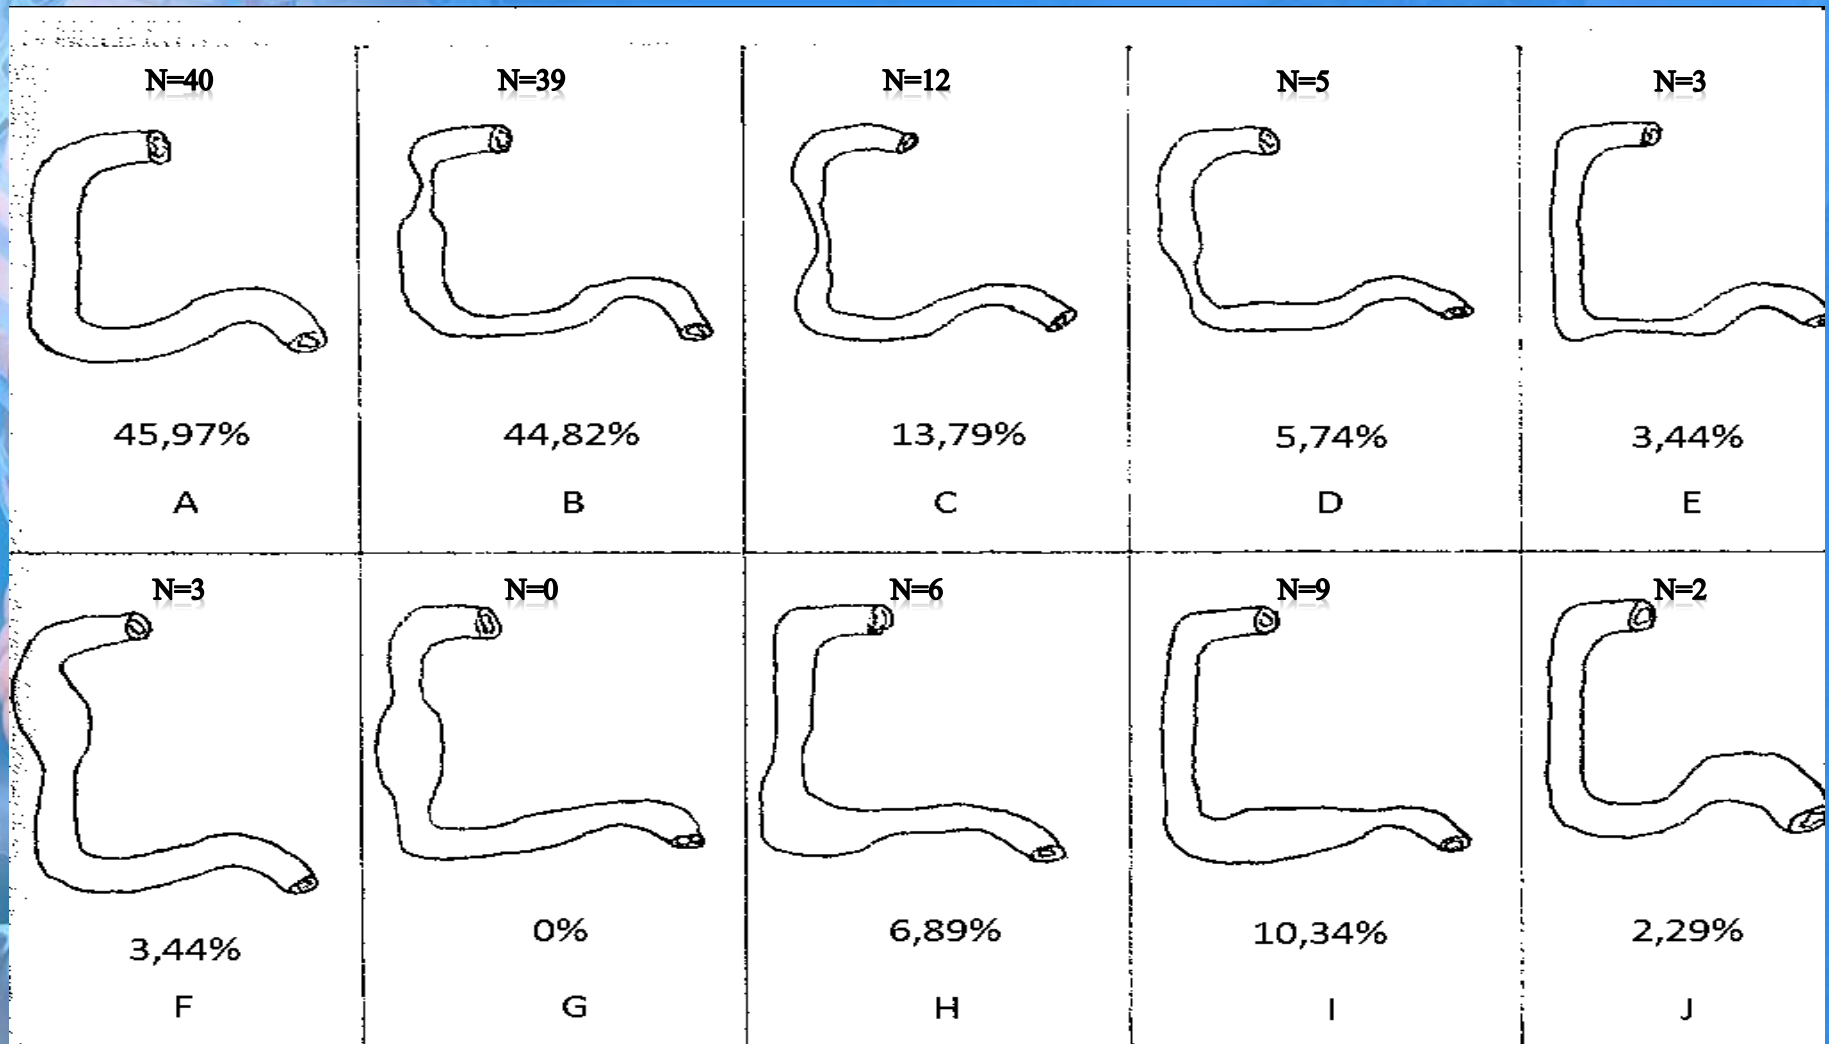 N=40 N=39 N=12 N=5 N=3
45,97% 44,82% 13,79% 5,74% 3,44%
A B C D E
N=3 N=0 N=6 N=9 N=2
3,44% 0% 6,89% 10,34% 2,29%
F G H I J